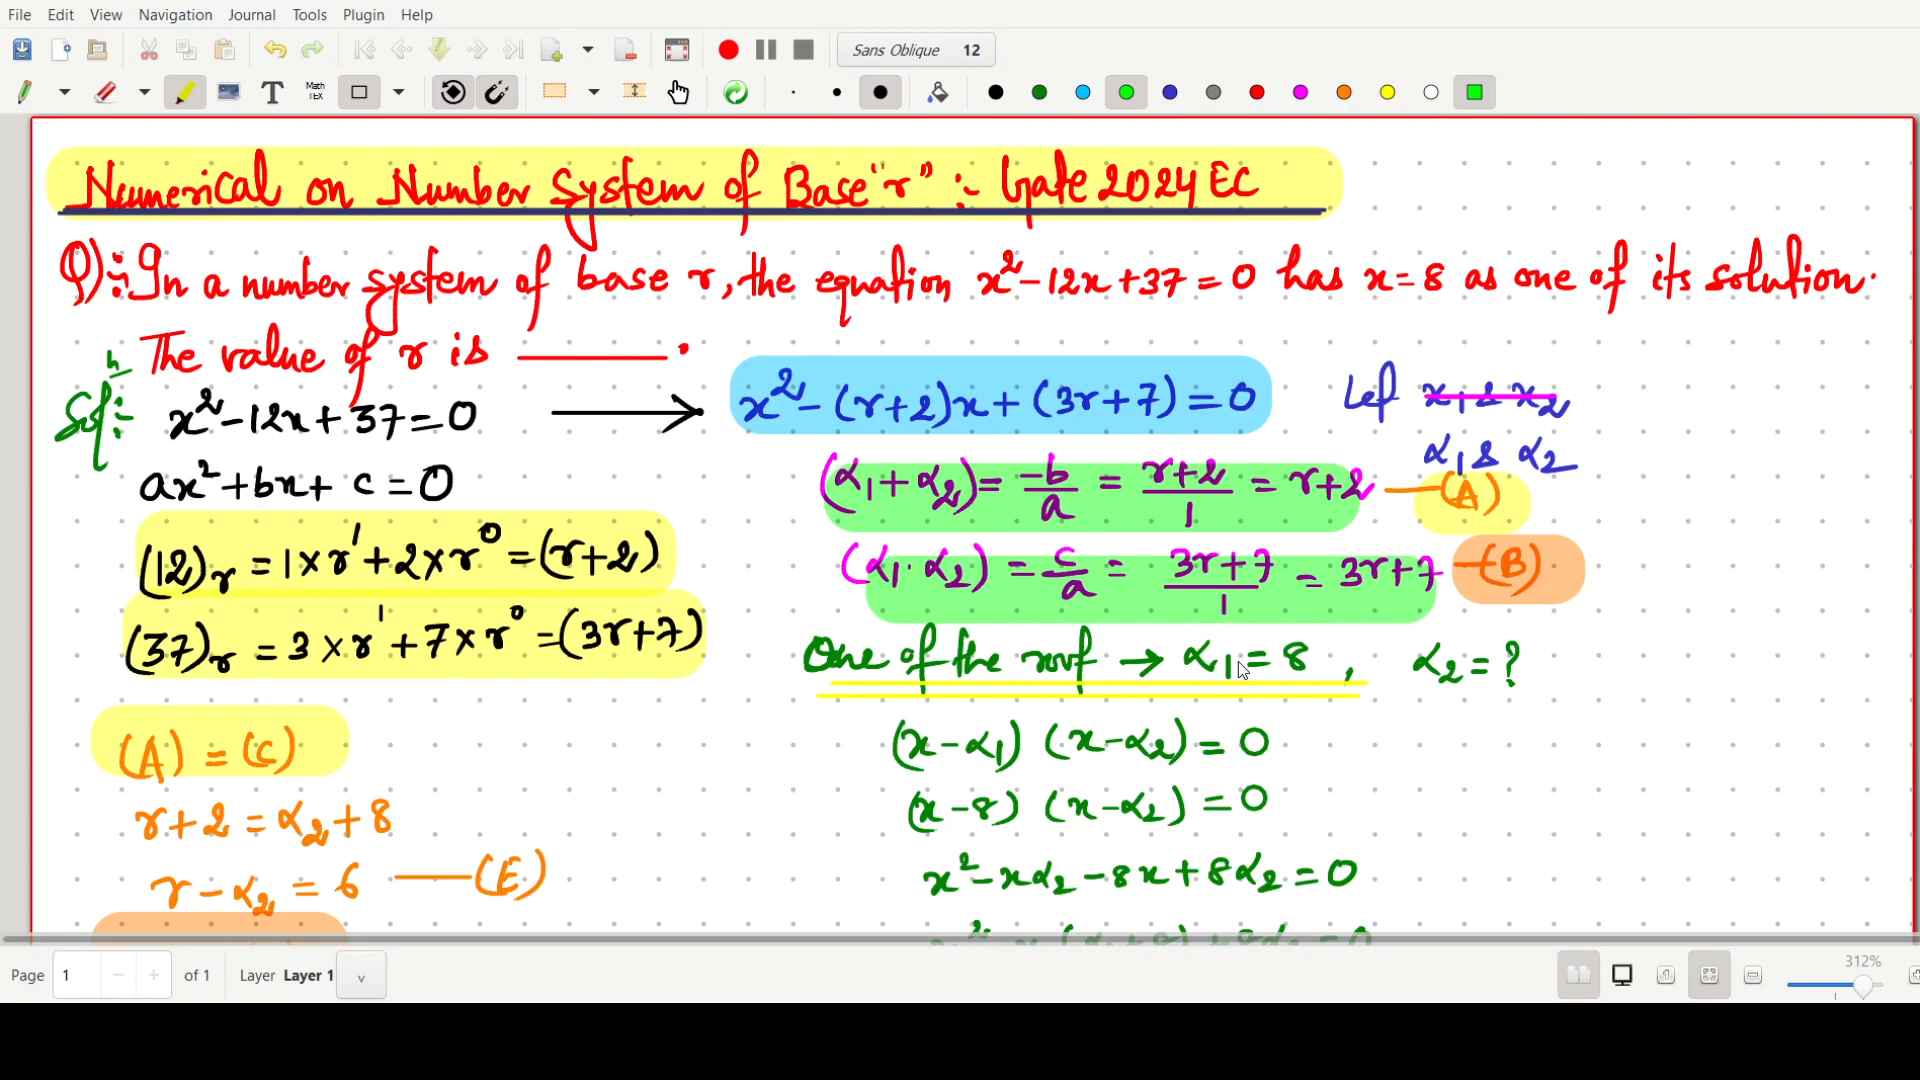 File Edit View Navigation Journal Tools Plugin Help
Sans Oblique 12
T Math TEX
Numerical on Number System of Base "r" :- Gate 2024 EC
Q):- In a number system of base r, the equation x²-12x+37=0 has x=8 as one of its solution.
The value of r is ______.
Solⁿ:- x²-12x+37=0 → x²-(r+2)x+(3r+7)=0 Let x₁ & x₂
α₁ & α₂
ax²+bx+c=0
(α₁+α₂) = -b/a = r+2/1 = r+2 —(A)
(12)r = 1×r¹+2×r⁰=(r+2)
(α₁.α₂) = c/a = 3r+7/1 = 3r+7 —(B)
(37)r = 3×r¹+7×r⁰=(3r+7)
One of the root → α₁=8, α₂=?
(x-α₁) (x-α₂) = 0
(A) = (C)
(x-8) (x-α₂) = 0
r+2=α₂+8
x²-xα₂-8x+8α₂=0
r-α₂ = 6 —(E)
Page 1 of 1 Layer Layer 1
312%